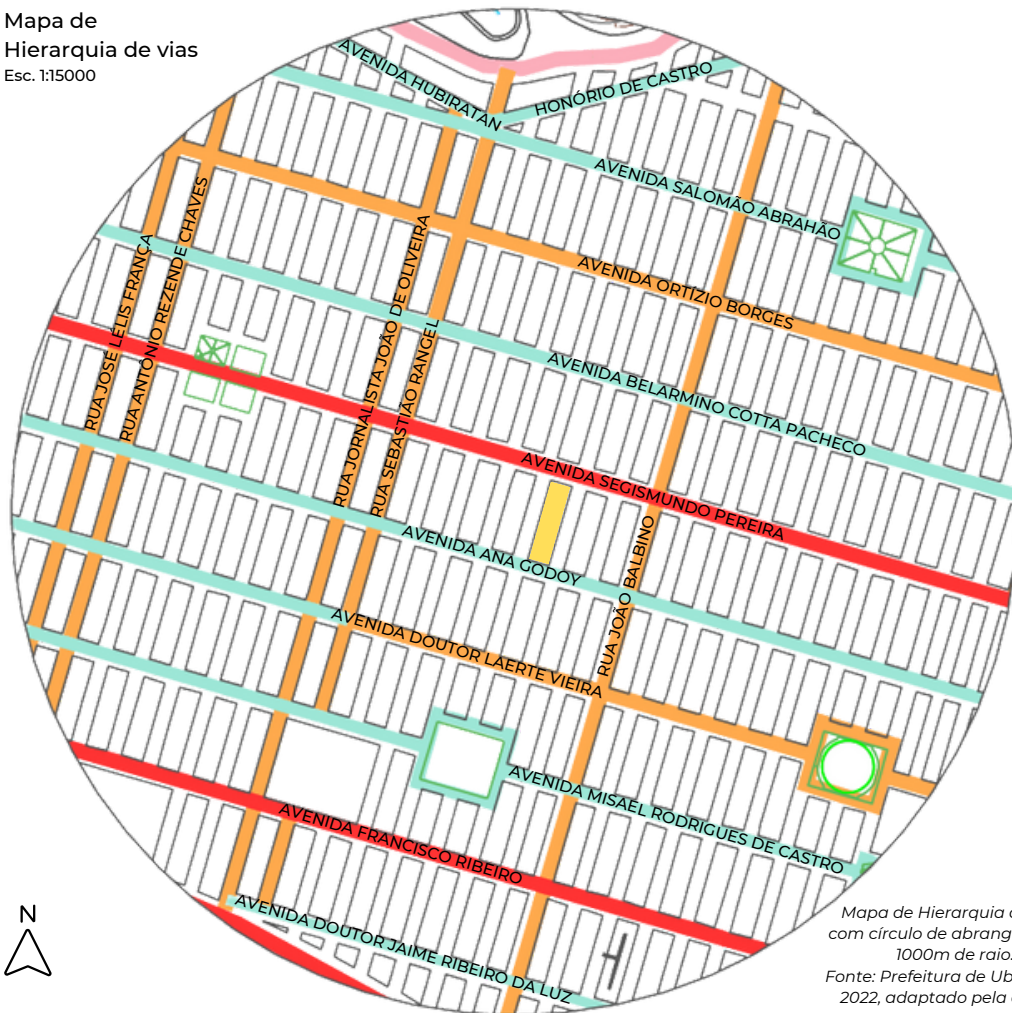 Mapa de
Hierarquia de vias
Esc. 1:15000
AVENIDA HUBIRATAN
HONÓRIO DE CASTRO
AVENIDA SALOMÃO ABRAHÃO
AVENIDA ORTÍZIO BORGES
RUA JOSÉ LÉLIS FRANÇA
RUA ANTÔNIO REZENDE CHAVES
RUA JORNALISTA JOÃO DE OLIVEIRA
RUA SEBASTIÃO RANGEL
AVENIDA BELARMINO COTTA PACHECO
AVENIDA SEGISMUNDO PEREIRA
AVENIDA ANA GODOY
RUA JOÃO BALBINO
AVENIDA DOUTOR LAERTE VIEIRA
AVENIDA MISAEL RODRIGUES DE CASTRO
AVENIDA FRANCISCO RIBEIRO
AVENIDA DOUTOR JAIME RIBEIRO DA LUZ
N
Mapa de Hierarquia
com círculo de
1000m de raio.
Fonte: Prefeitura de
2022, adaptado pela